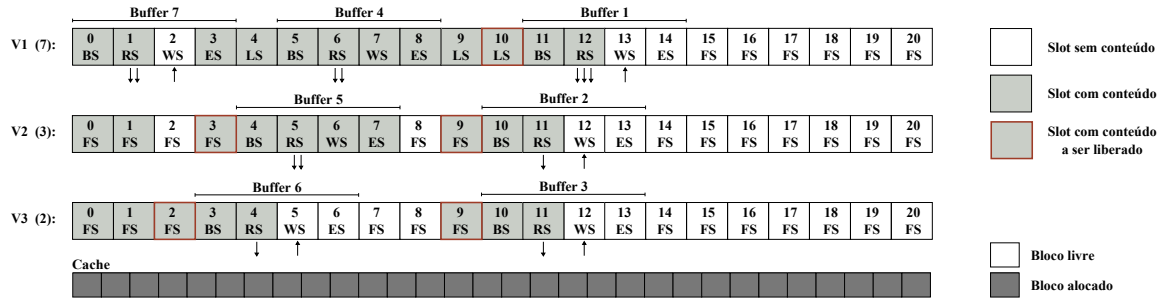 Buffer 7 Buffer 4 Buffer 1
V1 (7): 0 1 2 3 4 5 6 7 8 9 10 11 12 13 14 15 16 17 18 19 20
BS RS WS ES LS BS RS WS ES LS LS BS RS WS ES FS FS FS FS FS FS
Buffer 5 Buffer 2
V2 (3): 0 1 2 3 4 5 6 7 8 9 10 11 12 13 14 15 16 17 18 19 20
FS FS FS FS BS RS WS ES FS FS BS RS WS ES FS FS FS FS FS FS FS
Buffer 6 Buffer 3
V3 (2): 0 1 2 3 4 5 6 7 8 9 10 11 12 13 14 15 16 17 18 19 20
FS FS FS BS RS WS ES FS FS FS BS RS WS ES FS FS FS FS FS FS FS
Cache
Slot sem conteúdo
Slot com conteúdo
Slot com conteúdo
a ser liberado
Bloco livre
Bloco alocado